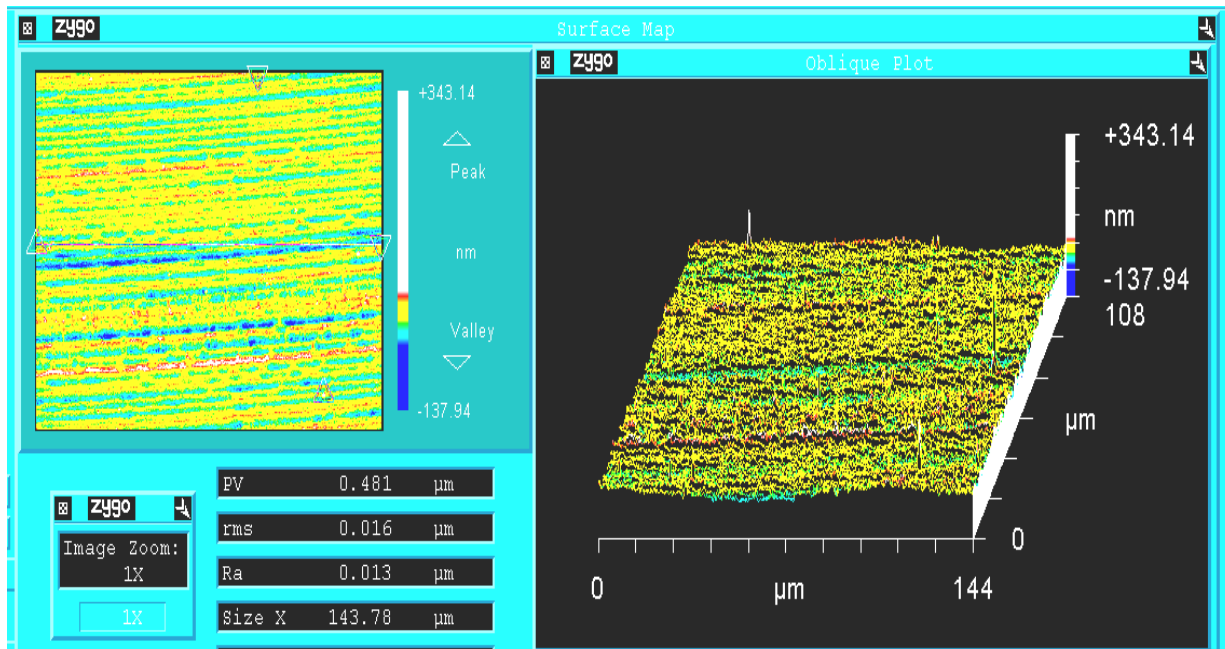 zygo
Surface Map
+343.14
Peak
nm
Valley
-137.94
zygo
Oblique Plot
+343.14
nm
-137.94
108
µm
0
0
µm
144
zygo
Image Zoom:
1X
1X
PV 0.481 µm
rms 0.016 µm
Ra 0.013 µm
Size X 143.78 µm